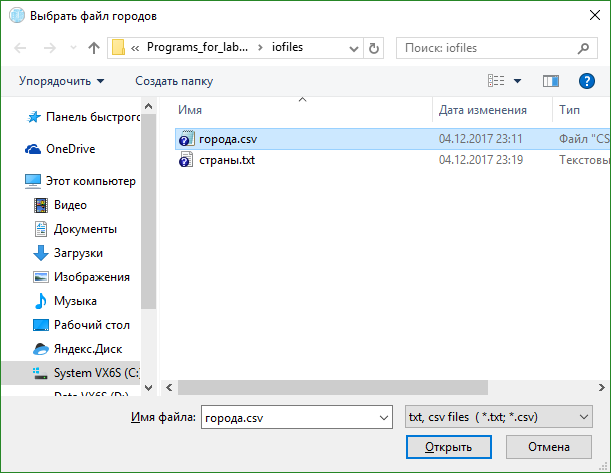 Выбрать файл городов
« Programs_for_lab... › iofiles
Поиск: iofiles
Упорядочить
Создать папку
Имя
Дата изменения
Тип
Панель быстрого
OneDrive
Этот компьютер
Видео
Документы
Загрузки
Изображения
Музыка
Рабочий стол
Яндекс.Диск
System VX6S (C:)
города.csv 04.12.2017 23:11 Файл "CS
страны.txt 04.12.2017 23:19 Текстовы
Имя файла:
города.csv
txt, csv files ( *.txt; *.csv)
Открыть
Отмена